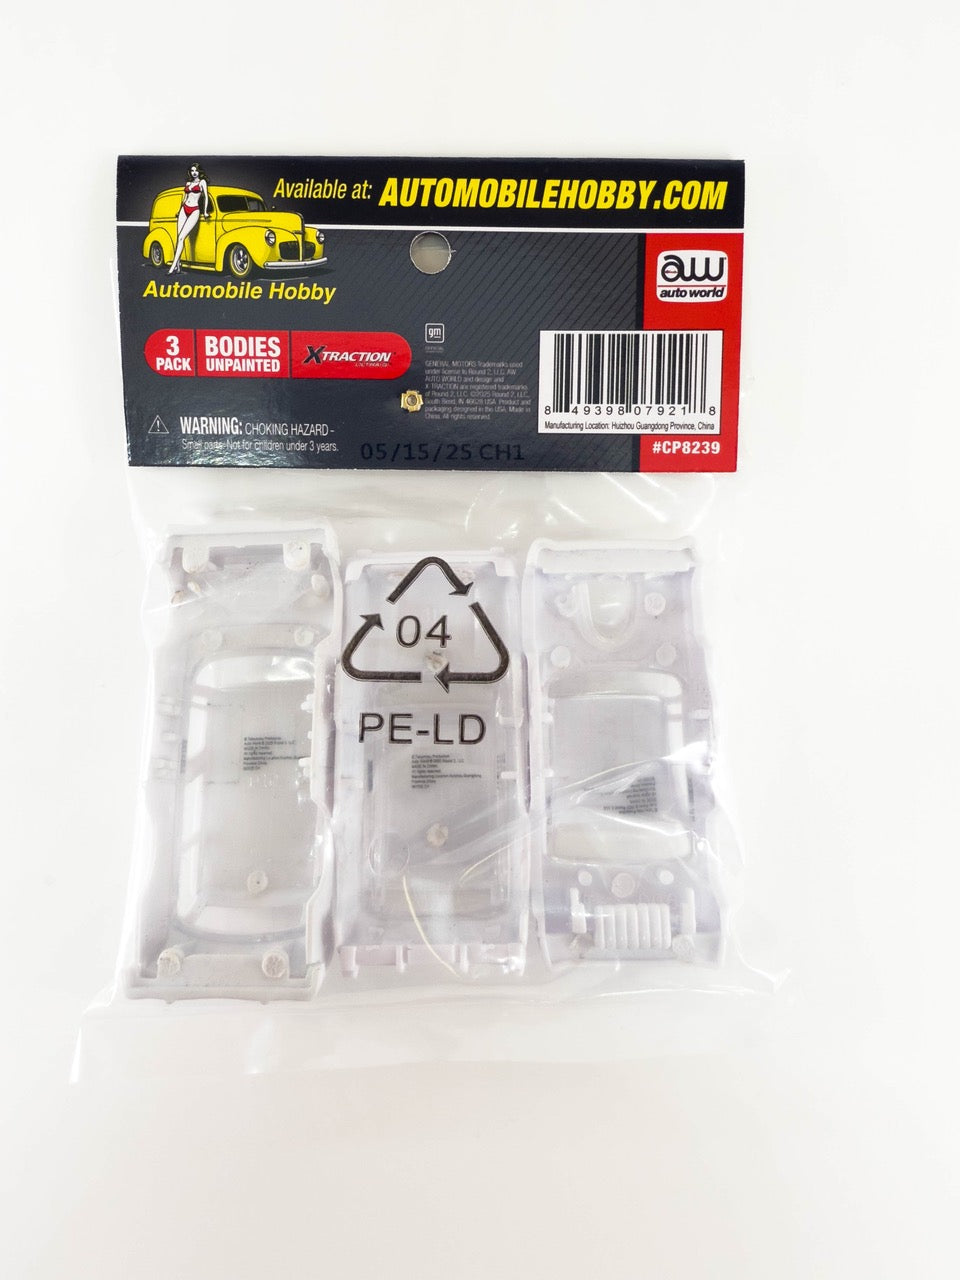 Available at: AUTOMOBILEHOBBY.COM
Automobile Hobby
aw
auto world
3 PACK
BODIES UNPAINTED
XTRACTION
gm
GENERAL MOTORS Trademarks used
under license to Round 2, LLC. AW
AUTO WORLD and design and
X TRACTION are registered trademarks
of Round 2, LLC. ©2025 Round 2, LLC,
South Bend, IN 46628 USA. Product and
packaging designed in the USA. Made in
China. All rights reserved.
8 49398 07921 8
Manufacturing Location: Huizhou Guangdong Province, China
#CP8239
WARNING: CHOKING HAZARD -
Small parts. Not for children under 3 years.
05/15/25 CH1
04
PE-LD